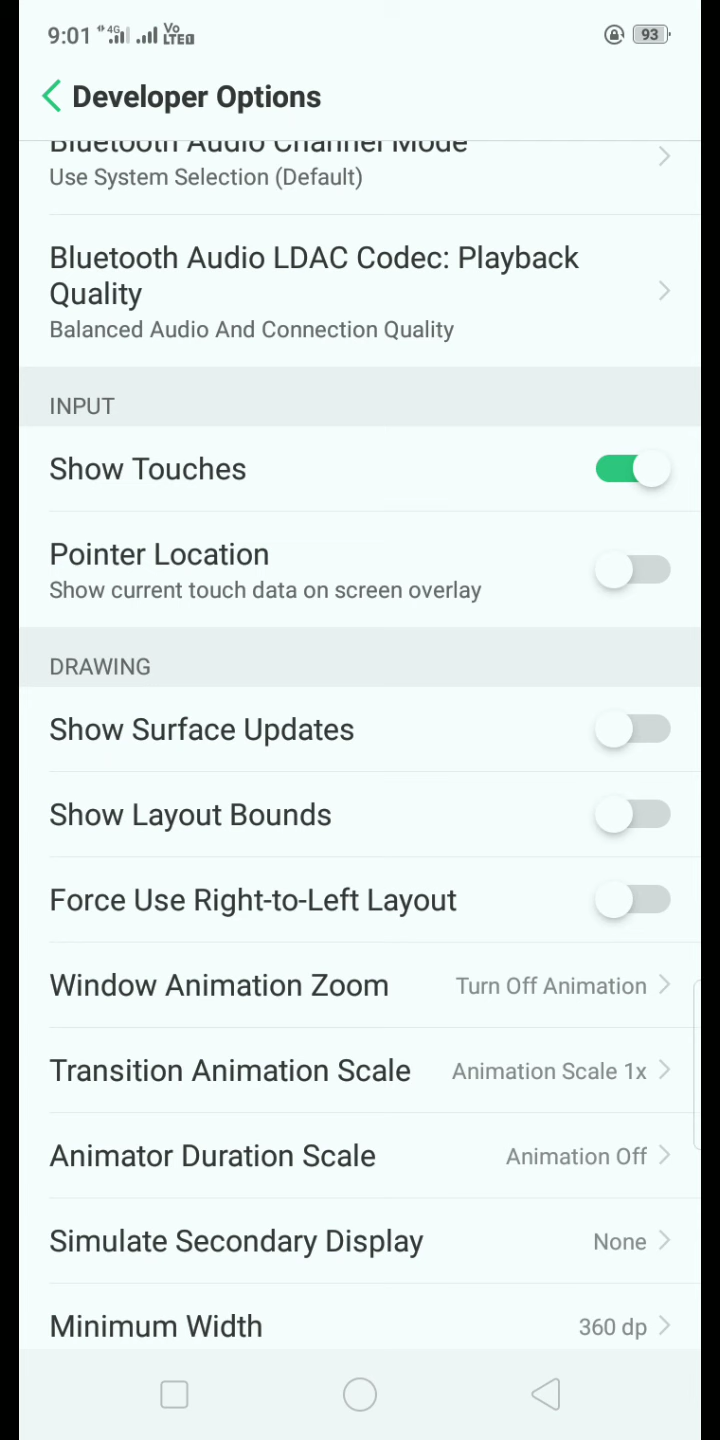 9:01 4G Vo LTE
93
Developer Options
Bluetooth Audio Channel Mode
Use System Selection (Default)
Bluetooth Audio LDAC Codec: Playback
Quality
Balanced Audio And Connection Quality
INPUT
Show Touches
Pointer Location
Show current touch data on screen overlay
DRAWING
Show Surface Updates
Show Layout Bounds
Force Use Right-to-Left Layout
Window Animation Zoom Turn Off Animation
Transition Animation Scale Animation Scale 1x
Animator Duration Scale Animation Off
Simulate Secondary Display None
Minimum Width 360 dp